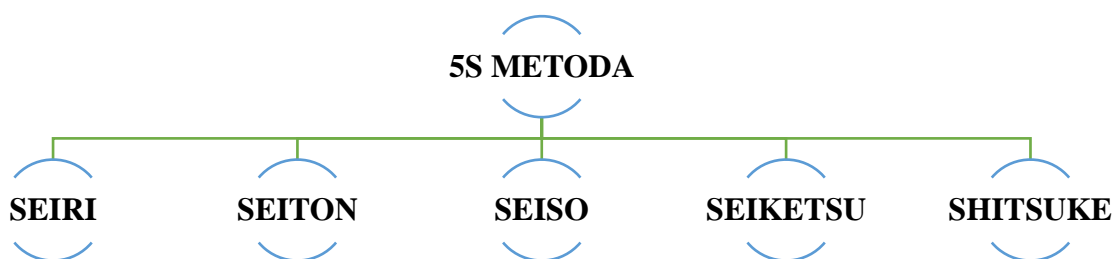 5S METODA
SEIRI
SEITON
SEISO
SEIKETSU
SHITSUKE